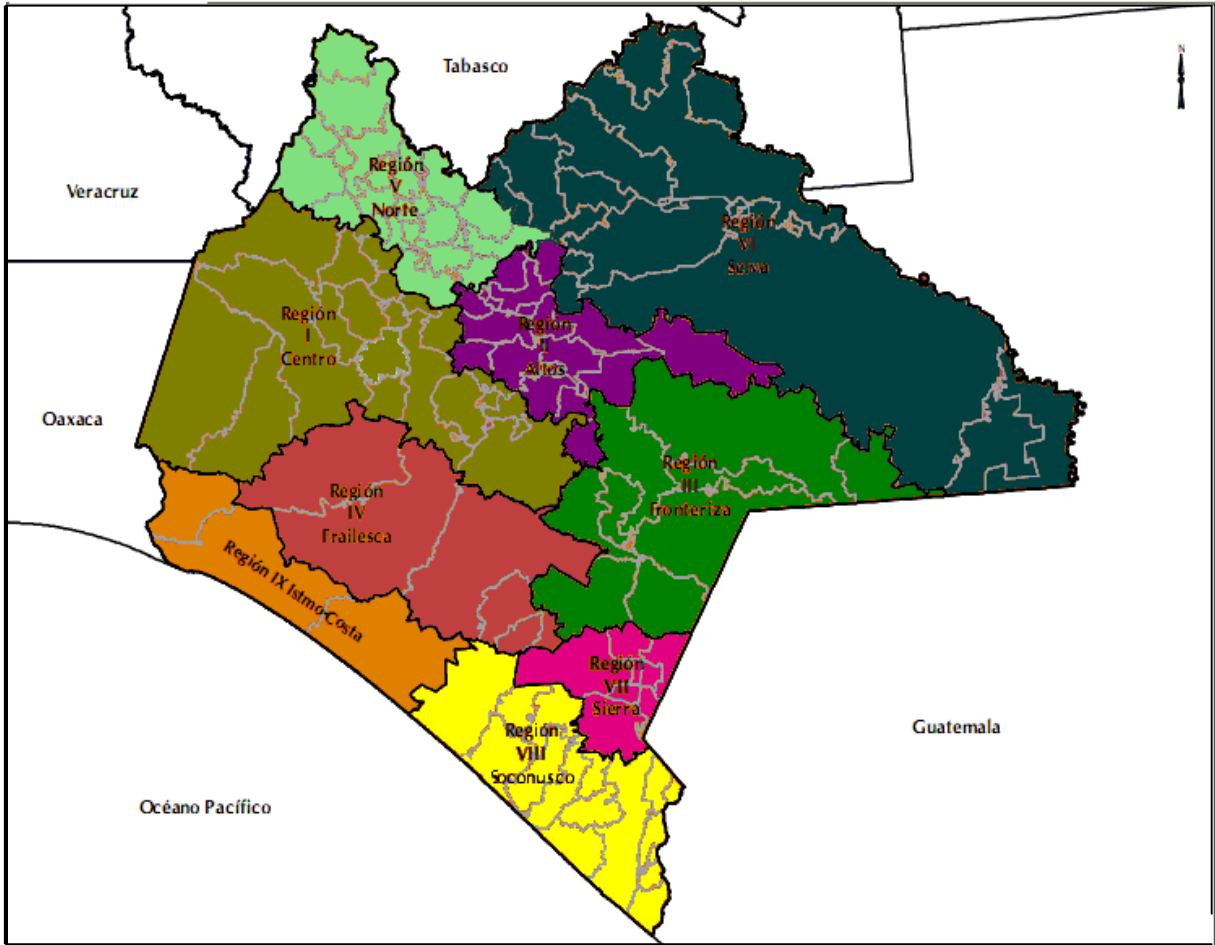 N
Tabasco
Veracruz
Región
V
Norte
Región
VI
Selva
Región
I
Centro
Región
II
Altos
Oaxaca
Región
III
Fronteriza
Región
IV
Frailesca
Región IX Istmo-Costa
Región
VII
Sierra
Región
VIII
Soconusco
Guatemala
Océano Pacífico